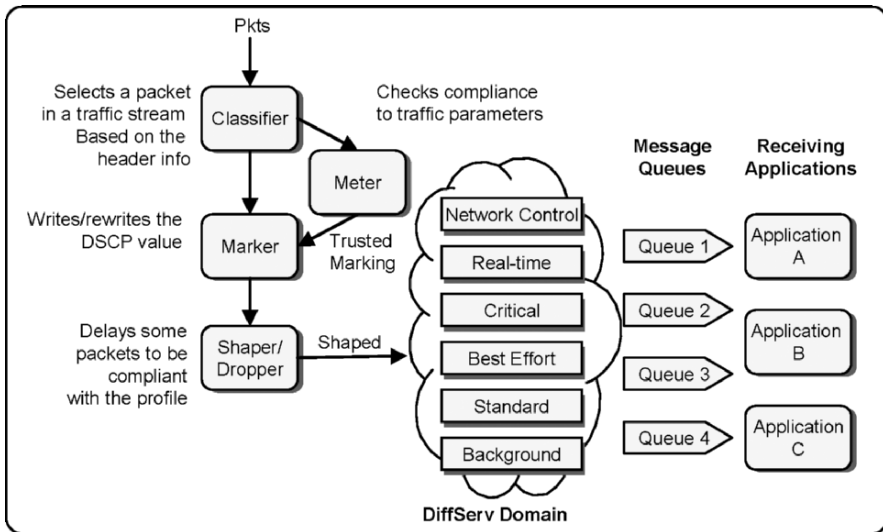 Pkts
Selects a packet
in a traffic stream
Based on the
header info
Classifier
Checks compliance
to traffic parameters
Meter
Writes/rewrites the
DSCP value
Marker
Trusted
Marking
Delays some
packets to be
compliant
with the profile
Shaper/
Dropper
Shaped
Network Control
Real-time
Critical
Best Effort
Standard
Background
DiffServ Domain
Message
Queues
Queue 1
Queue 2
Queue 3
Queue 4
Receiving
Applications
Application
A
Application
B
Application
C